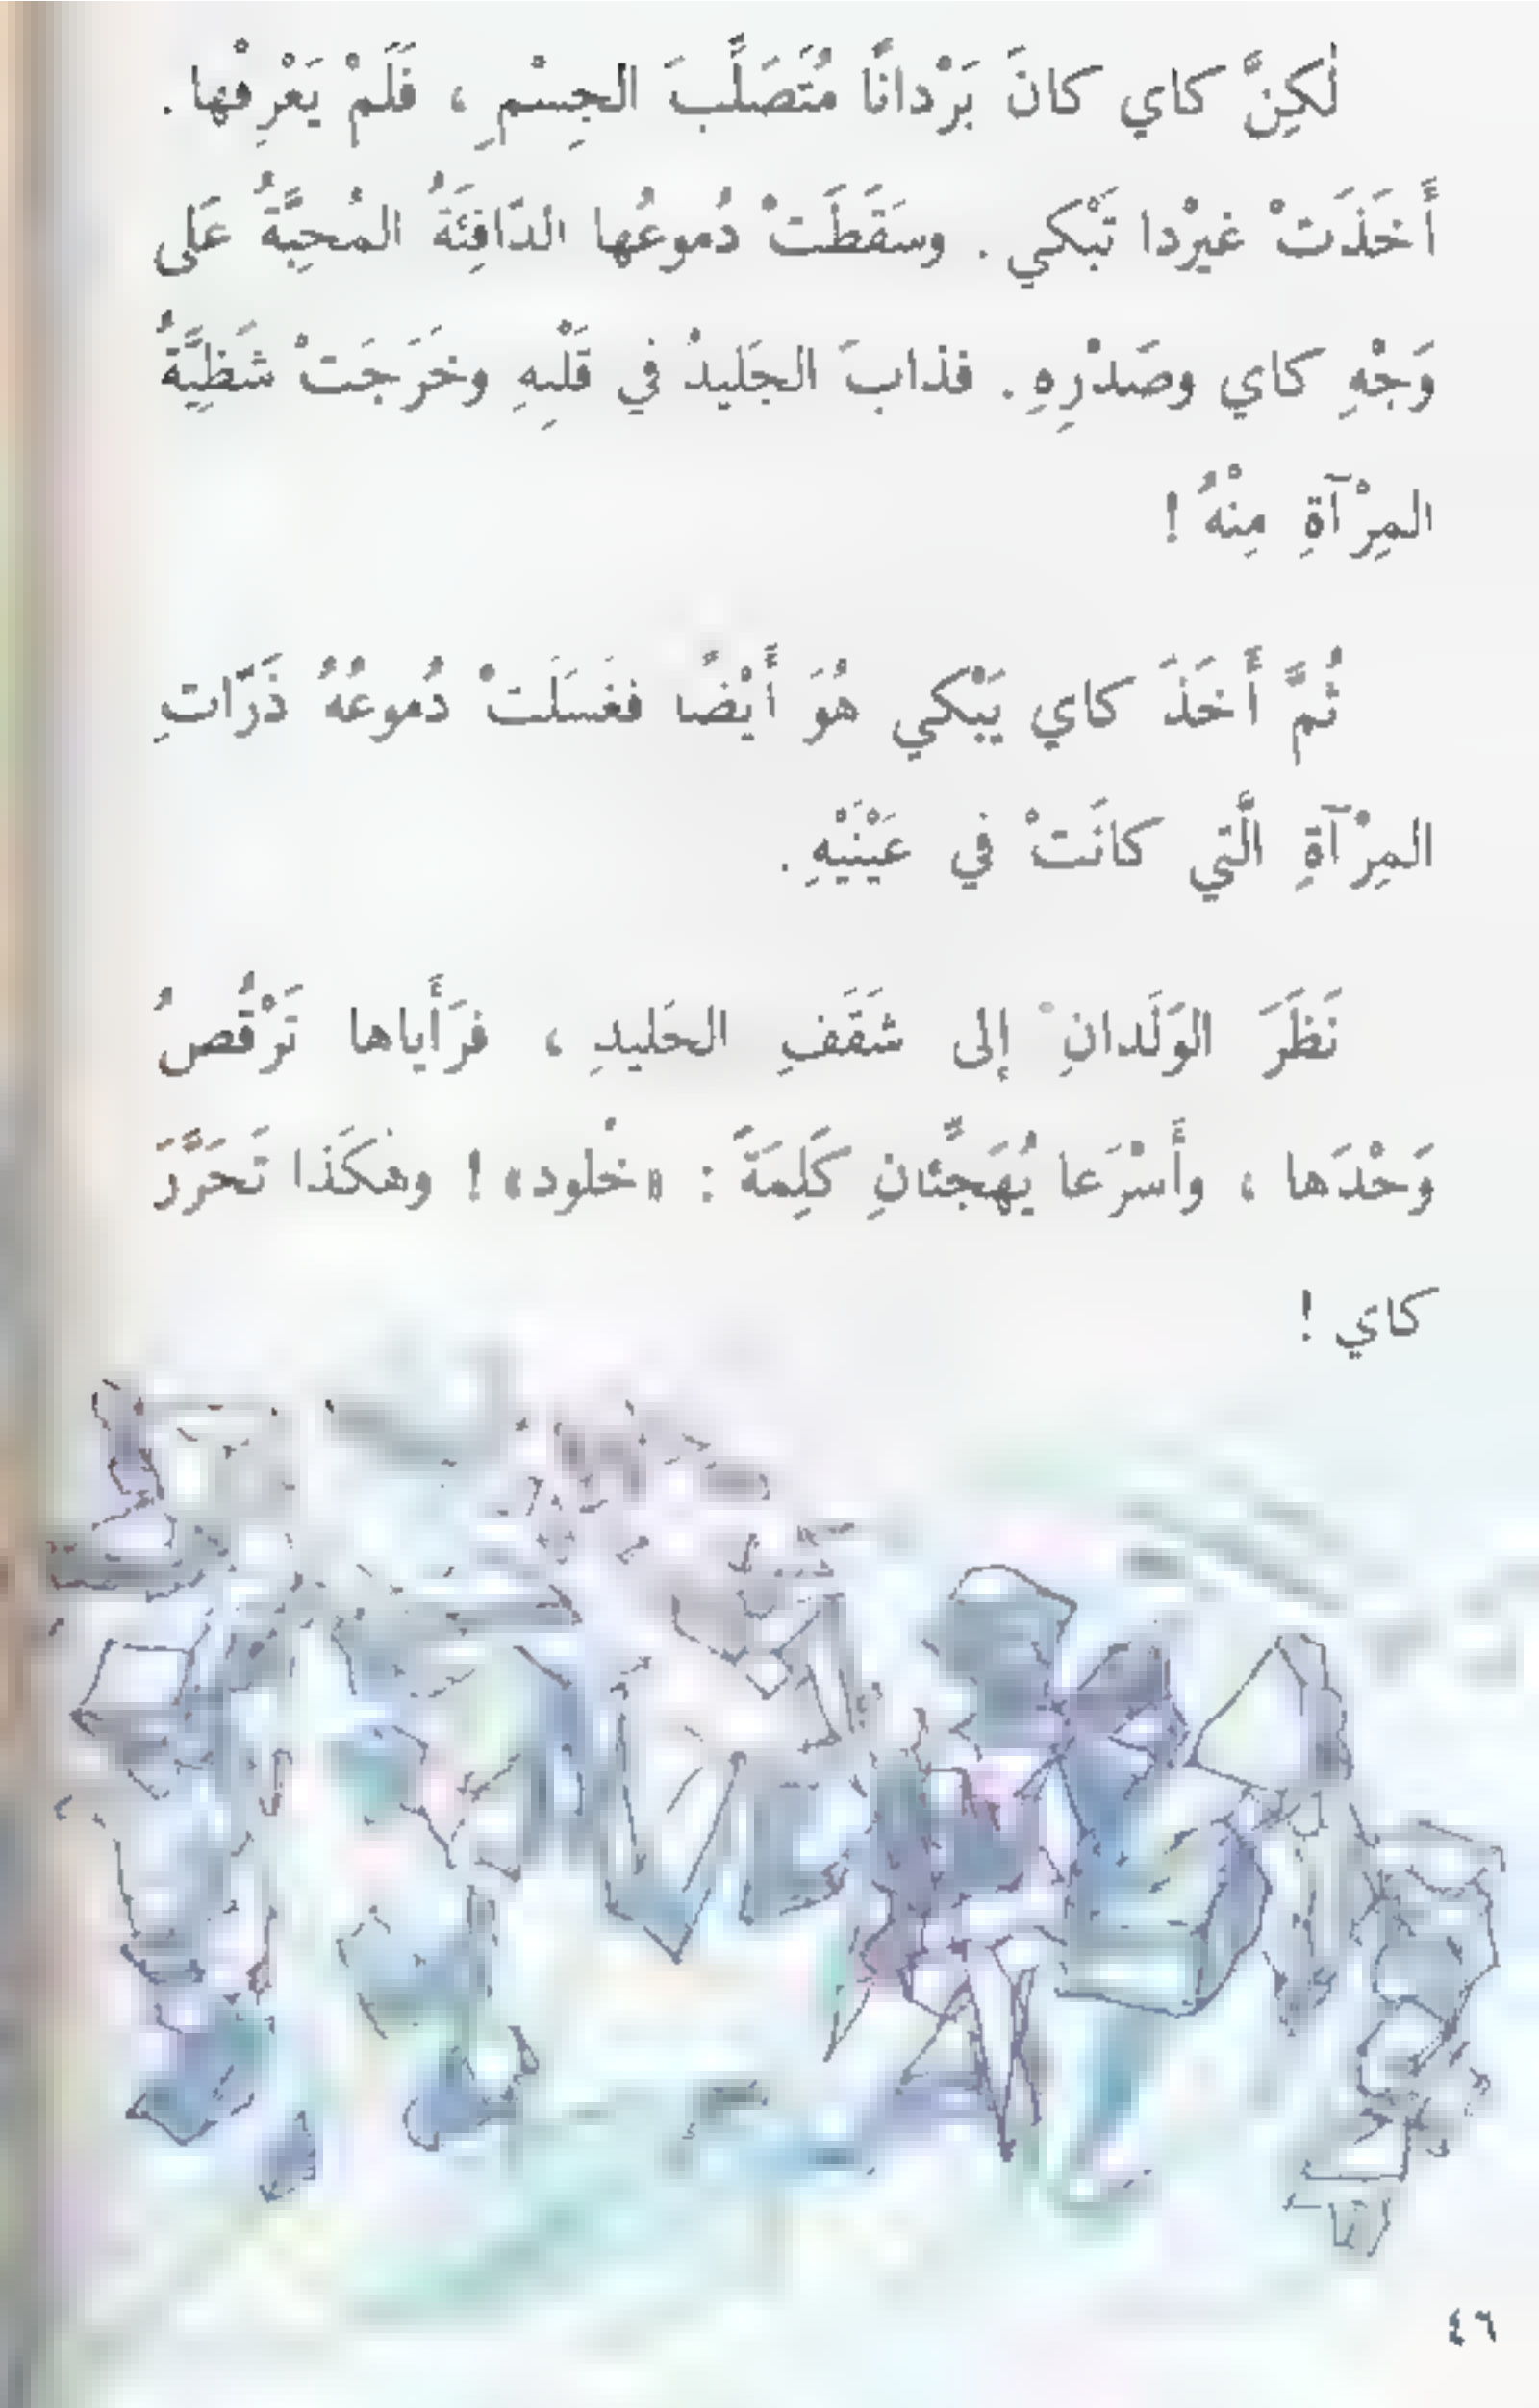 لٰكِنَّ كاي كانَ بَرْدانًا مُتَصَلِّبَ الجِسْمِ ، فَلَمْ يَعْرِفْها .
أَخَذَتْ غيرْدا تَبْكي . وسَقَطَتْ دُموعُها الدّافِئَةُ المُحِبَّةُ عَلى
وَجْهِ كاي وصَدْرِهِ . فذابَ الجَليدُ في قَلْبِهِ وخَرَجَتْ شَظِيَّةُ
المِرْآةِ مِنْهُ !
ثُمَّ أَخَذَ كاي يَبْكي هُوَ أَيْضًا فغَسَلَتْ دُموعُهُ ذَرّاتِ
المِرْآةِ الَّتي كانَتْ في عَيْنَيْهِ .
نَظَرَ الوَلَدانِ إلى شَقَفِ الجَليدِ ، فرَأَياها تَرْقُصُ
وَحْدَها ، وأَسْرَعا يُهَجِّئانِ كَلِمَةَ : «خُلود» ! وهٰكَذا تَحَرَّرَ
كاي !
٤٦